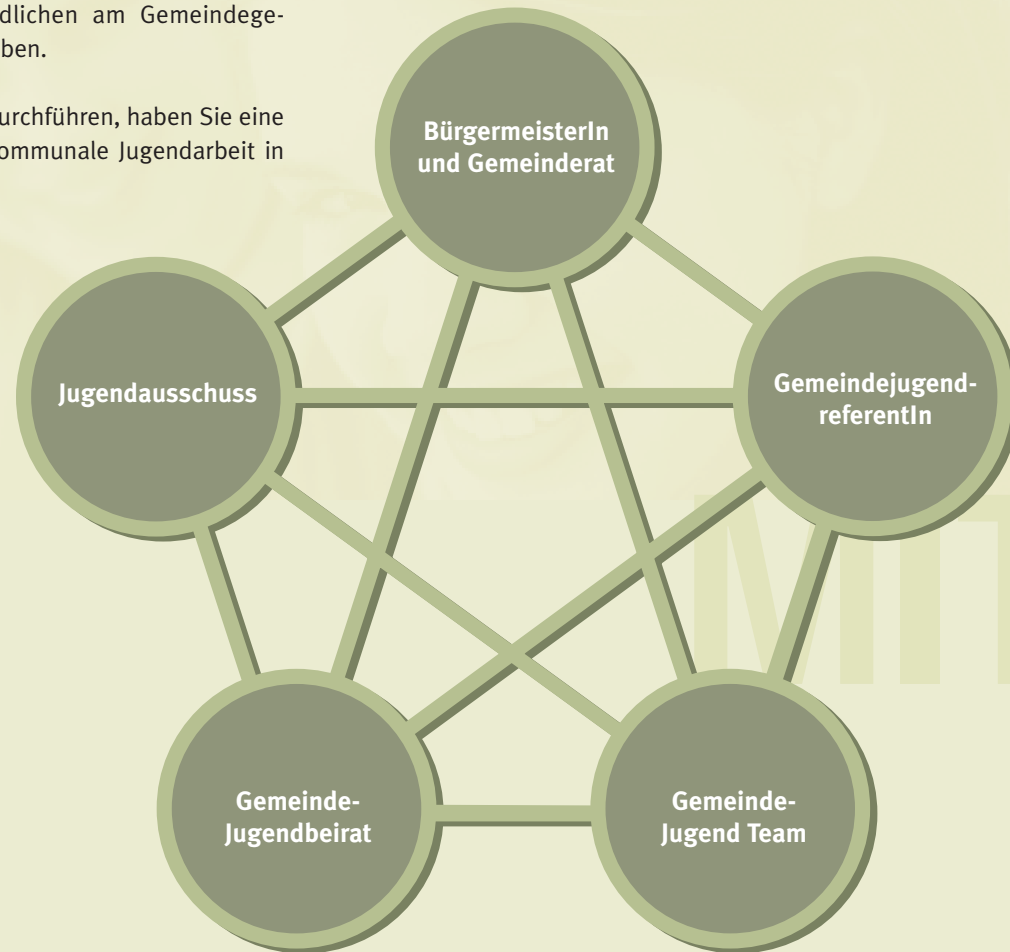 dlichen am Gemeindege-
ben.
urchführen, haben Sie eine
ommunale Jugendarbeit in
BürgermeisterIn
und Gemeinderat
Jugendausschuss
Gemeindejugend-
referentIn
MIT
Gemeinde-
Jugendbeirat
Gemeinde-
Jugend Team